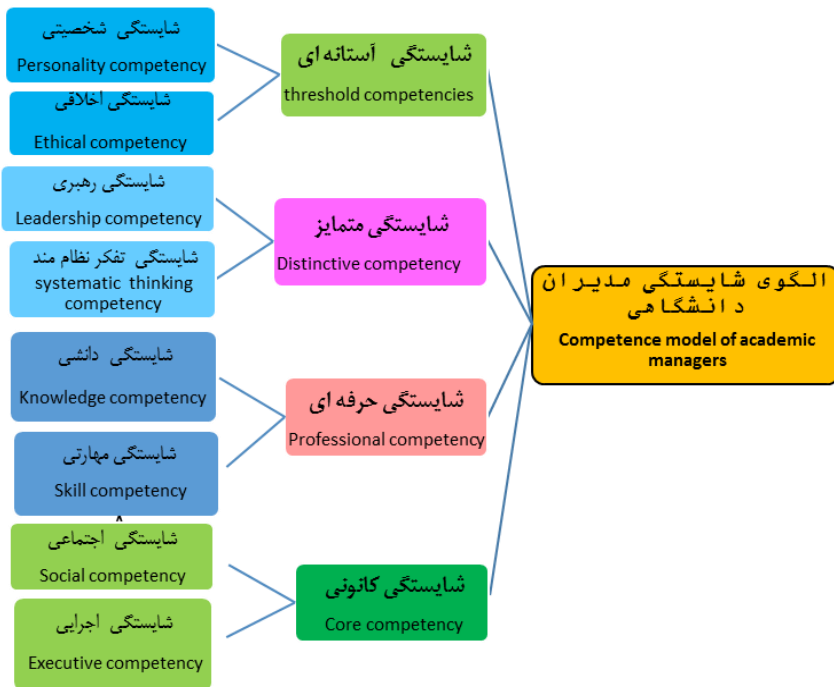 الگوی شایستگی مدیران
دانشگاهی
Competence model of academic
managers
شایستگی آستانه ای
threshold competencies
شایستگی شخصیتی
Personality competency
شایستگی اخلاقی
Ethical competency
شایستگی متمایز
Distinctive competency
شایستگی رهبری
Leadership competency
شایستگی تفکر نظام مند
systematic thinking
competency
شایستگی حرفه ای
Professional competency
شایستگی دانشی
Knowledge competency
شایستگی مهارتی
Skill competency
شایستگی کانونی
Core competency
شایستگی اجتماعی
Social competency
شایستگی اجرایی
Executive competency